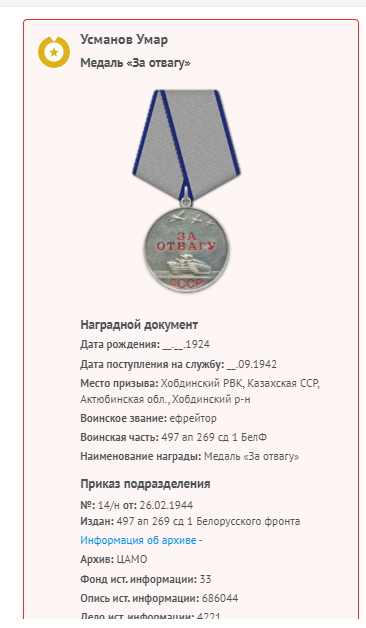 Усманов Умар
Медаль «За отвагу»
ЗА
ОТВАГУ
СССР
Наградной документ
Дата рождения: __.__.1924
Дата поступления на службу: __.09.1942
Место призыва: Хобдинский РВК, Казахская ССР,
Актюбинская обл., Хобдинский р-н
Воинское звание: ефрейтор
Воинская часть: 497 ап 269 сд 1 БелФ
Наименование награды: Медаль «За отвагу»
Приказ подразделения
№: 14/н от: 26.02.1944
Издан: 497 ап 269 сд 1 Белорусского фронта
Информация об архиве -
Архив: ЦАМО
Фонд ист. информации: 33
Опись ист. информации: 686044
Дело ист. информации: 4221